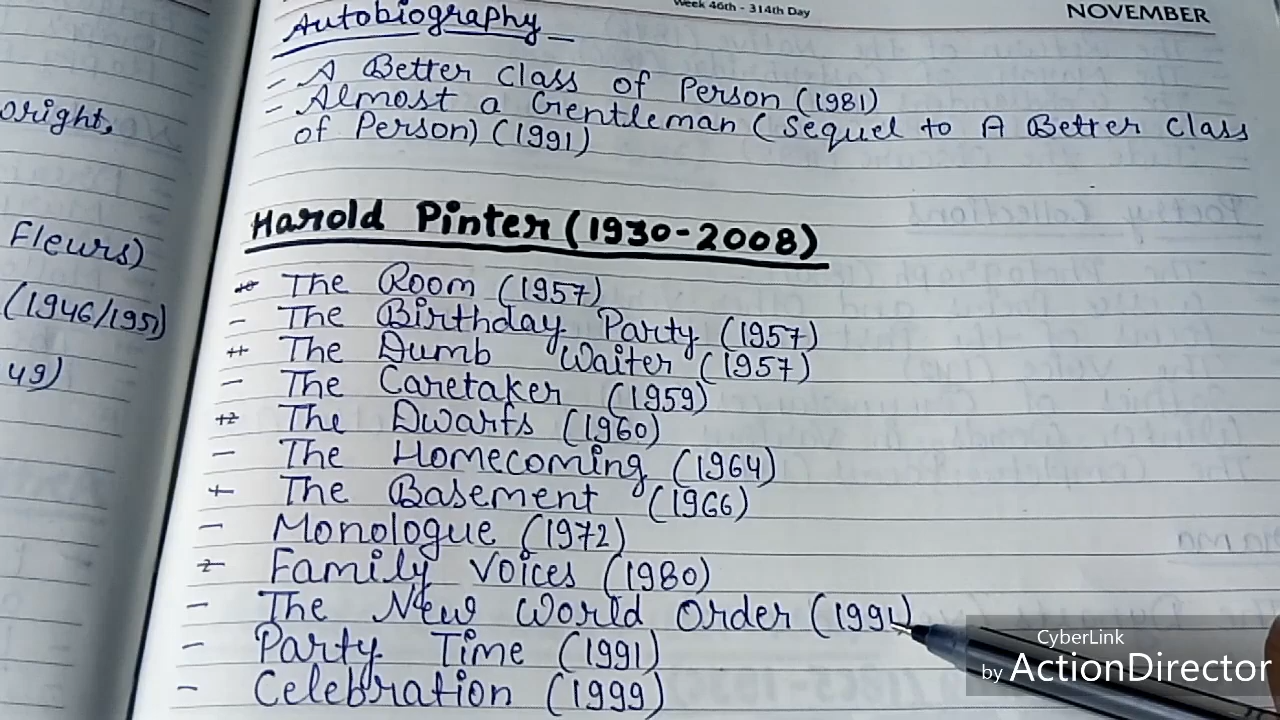 Week 46th - 314th Day
NOVEMBER
Autobiography -
- A Better Class of Person (1981)
- Almost a Gentleman (Sequel to A Better Class
of Person) (1991)
oright,
Fleurs)
(1946/1951)
49)
Harold Pinter (1930-2008)
The Room (1957)
- The Birthday Party (1957)
The Dumb Waiter (1957)
- The Caretaker (1959)
The Dwarfs (1960)
- The Homecoming (1964)
The Basement (1966)
- Monologue (1972)
Family Voices (1980)
- The New World Order (1991)
- Party Time (1991)
- Celebration (1999)
CyberLink
by ActionDirector